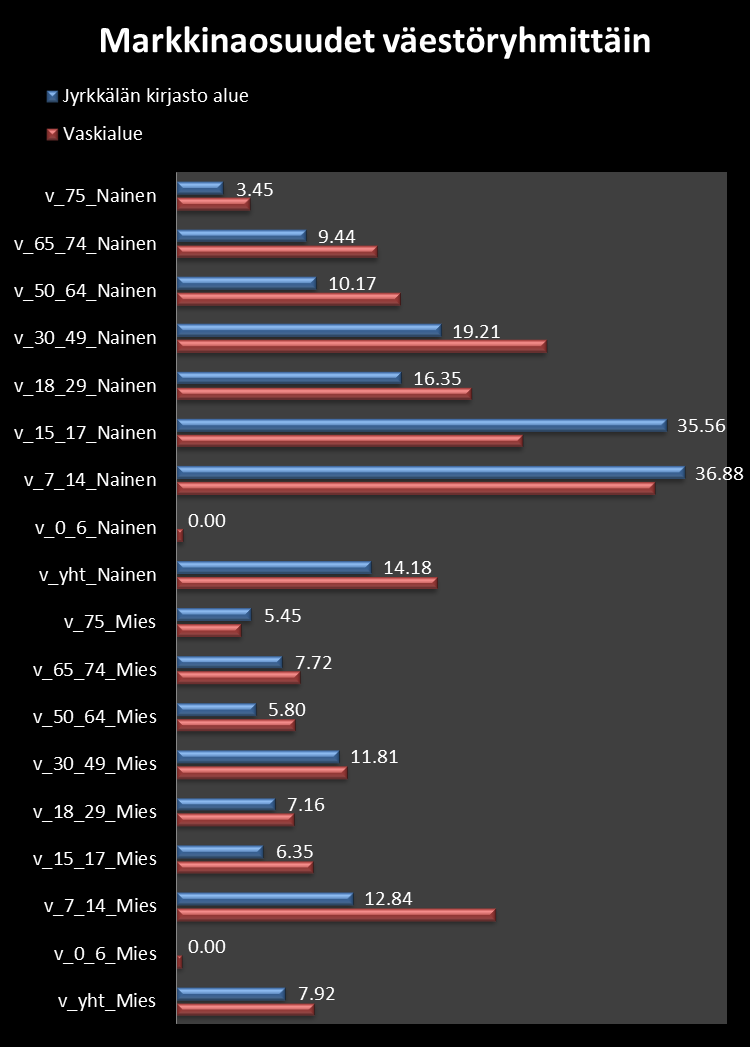 Markkinaosuudet väestöryhmittäin
Jyrkkälän kirjasto alue
Vaskialue
v_75_Nainen 3.45
v_65_74_Nainen 9.44
v_50_64_Nainen 10.17
v_30_49_Nainen 19.21
v_18_29_Nainen 16.35
v_15_17_Nainen 35.56
v_7_14_Nainen 36.88
v_0_6_Nainen 0.00
v_yht_Nainen 14.18
v_75_Mies 5.45
v_65_74_Mies 7.72
v_50_64_Mies 5.80
v_30_49_Mies 11.81
v_18_29_Mies 7.16
v_15_17_Mies 6.35
v_7_14_Mies 12.84
v_0_6_Mies 0.00
v_yht_Mies 7.92